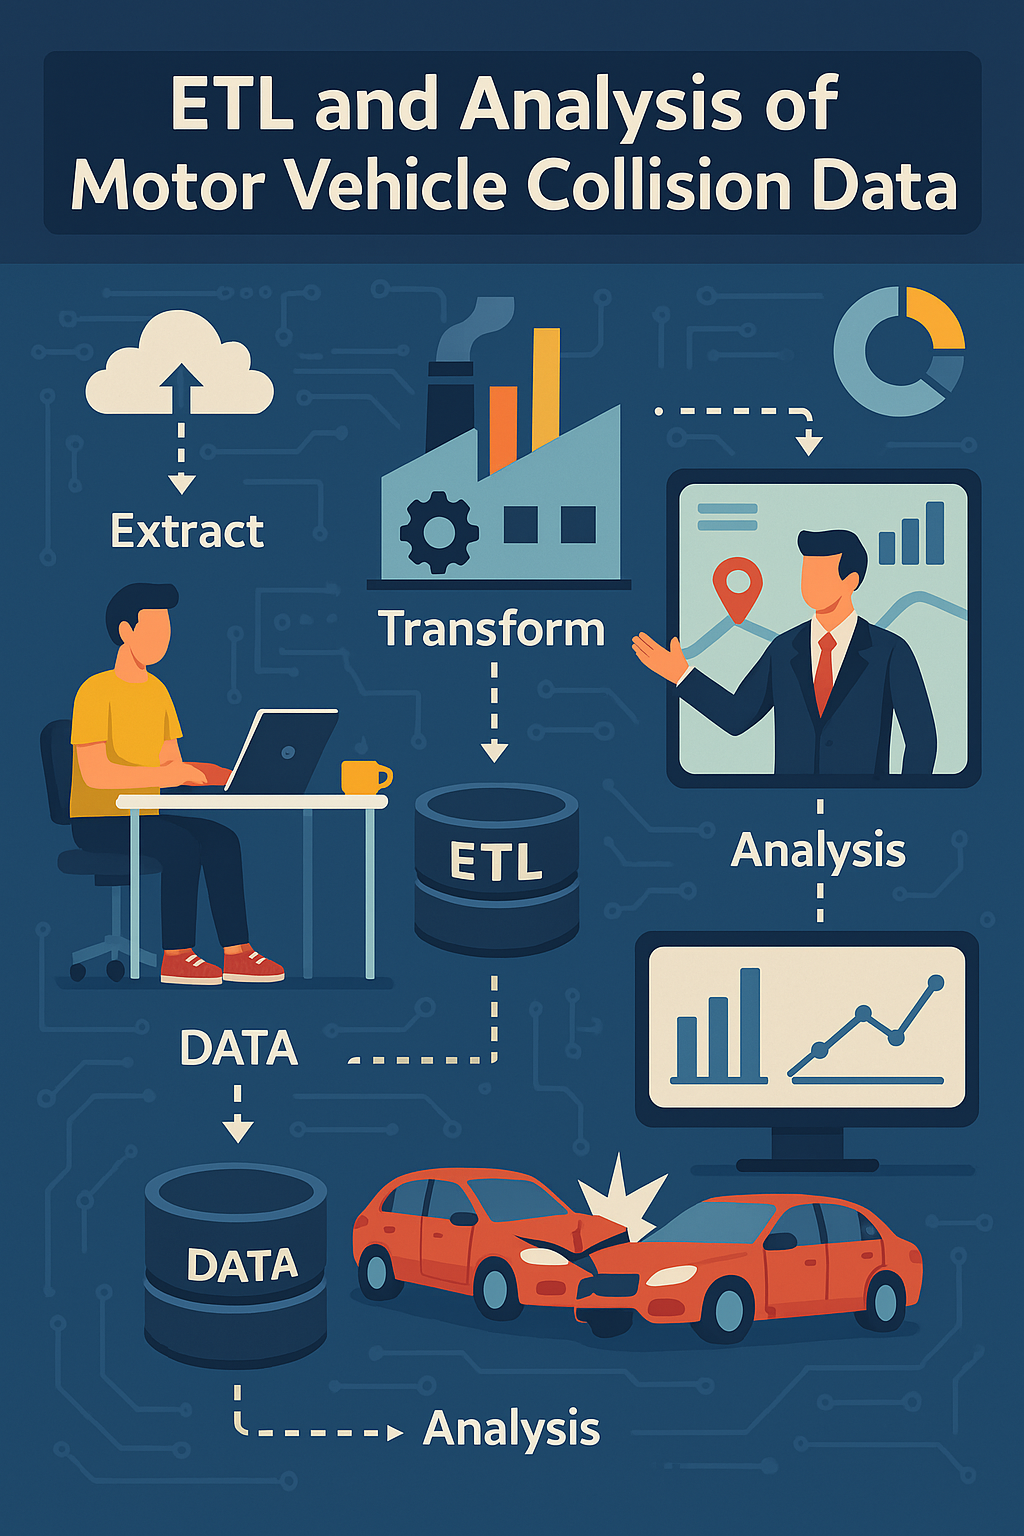 ETL and Analysis of
Motor Vehicle Collision Data
Extract
Transform
ETL
Analysis
DATA
DATA
Analysis